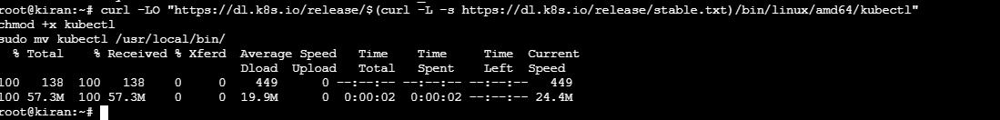 root@kiran:~# curl -LO "https://dl.k8s.io/release/$(curl -L -s https://dl.k8s.io/release/stable.txt)/bin/linux/amd64/kubectl"
chmod +x kubectl
sudo mv kubectl /usr/local/bin/
  % Total    % Received % Xferd  Average Speed   Time    Time     Time  Current
                                 Dload  Upload   Total   Spent    Left  Speed
100   138  100   138    0     0    449      0 --:--:-- --:--:-- --:--:--   449
100 57.3M  100 57.3M    0     0  19.9M      0  0:00:02  0:00:02 --:--:-- 24.4M
root@kiran:~#